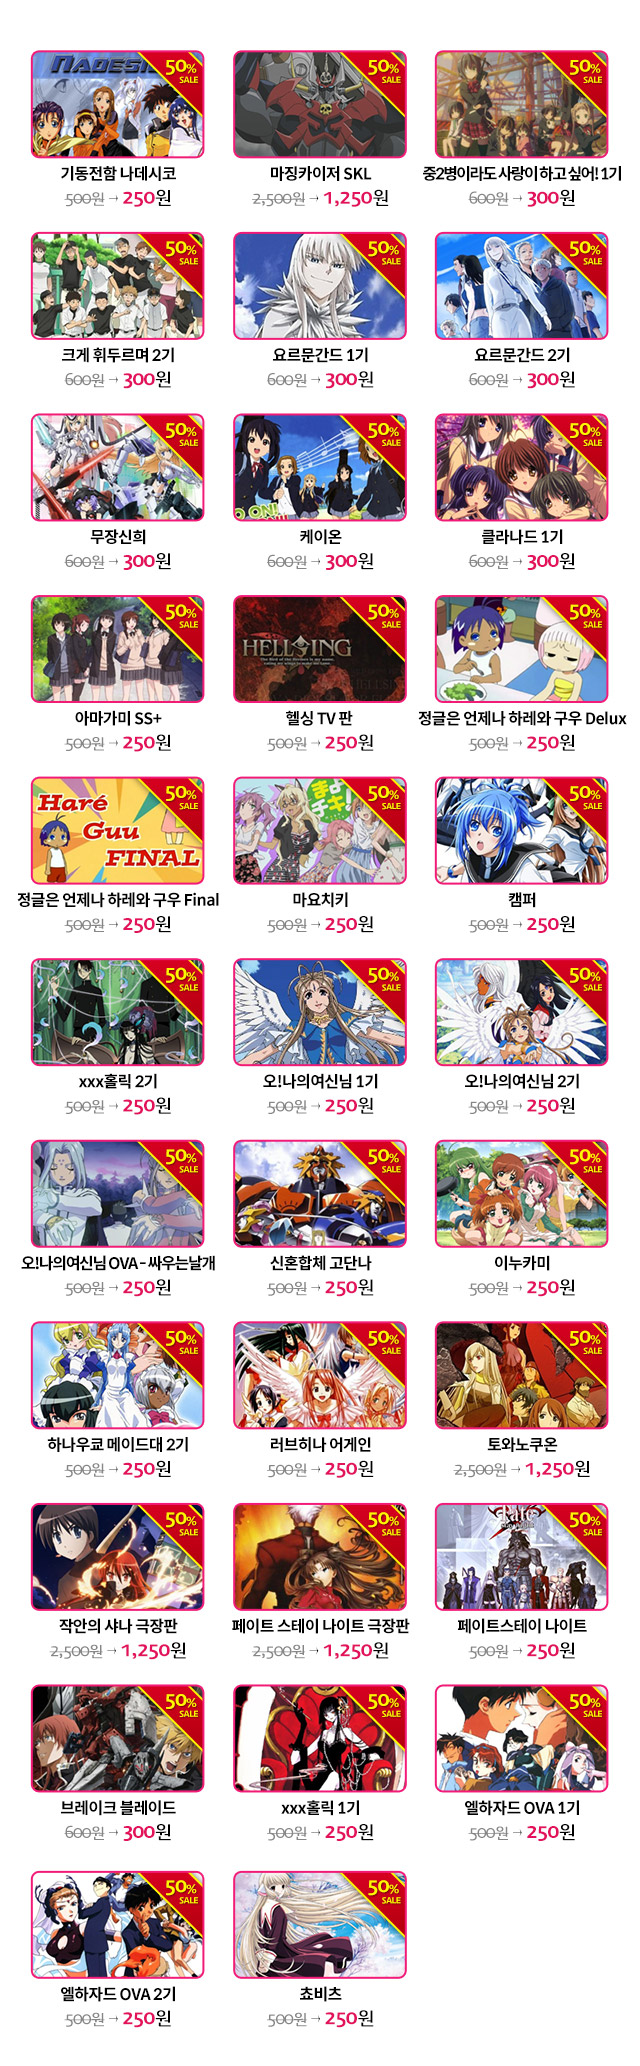 NADESI
50%
SALE
50%
SALE
50%
SALE
기동전함 나데시코
마징카이저 SKL
중2병이라도 사랑이 하고 싶어! 1기
500원 → 250원
2,500원 → 1,250원
600원 → 300원
50%
SALE
50%
SALE
50%
SALE
크게 휘두르며 2기
요르문간드 1기
요르문간드 2기
600원 → 300원
600원 → 300원
600원 → 300원
50%
SALE
50%
SALE
50%
SALE
ON!
무장신희
케이온
클라나드 1기
600원 → 300원
600원 → 300원
600원 → 300원
50%
SALE
HELLSING
50%
SALE
50%
SALE
아마가미 SS+
헬싱 TV 판
정글은 언제나 하레와 구우 Delux
500원 → 250원
500원 → 250원
500원 → 250원
Haré
Guu
FINAL
50%
SALE
まよ
チキ!
50%
SALE
50%
SALE
정글은 언제나 하레와 구우 Final
마요치키
캠퍼
500원 → 250원
500원 → 250원
500원 → 250원
50%
SALE
50%
SALE
50%
SALE
xxx홀릭 2기
오!나의여신님 1기
오!나의여신님 2기
500원 → 250원
500원 → 250원
500원 → 250원
50%
SALE
50%
SALE
50%
SALE
오!나의여신님 OVA - 싸우는날개
신혼합체 고단나
이누카미
500원 → 250원
500원 → 250원
500원 → 250원
50%
SALE
50%
SALE
50%
SALE
하나우쿄 메이드대 2기
러브히나 어게인
토와노쿠온
500원 → 250원
500원 → 250원
2,500원 → 1,250원
50%
SALE
50%
SALE
Fate
50%
SALE
작안의 샤나 극장판
페이트 스테이 나이트 극장판
페이트스테이 나이트
2,500원 → 1,250원
2,500원 → 1,250원
500원 → 250원
50%
SALE
50%
SALE
50%
SALE
브레이크 블레이드
xxx홀릭 1기
엘하자드 OVA 1기
600원 → 300원
500원 → 250원
500원 → 250원
50%
SALE
50%
SALE
엘하자드 OVA 2기
쵸비츠
500원 → 250원
500원 → 250원